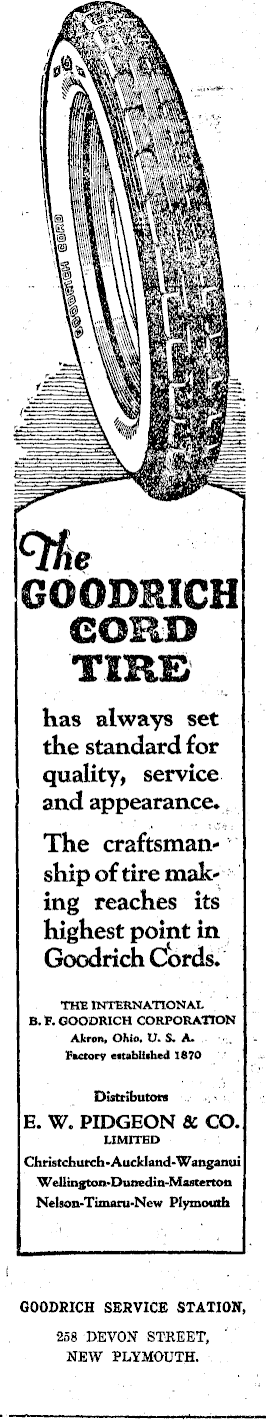 GOODRICH CORD
The
GOODRICH
CORD
TIRE
has always set
the standard for
quality, service
and appearance.
The craftsman-
ship of tire mak-
ing reaches its
highest point in
Goodrich Cords.
THE INTERNATIONAL
B. F. GOODRICH CORPORATION
Akron, Ohio, U. S. A.
Factory established 1870
Distributors
E. W. PIDGEON & CO.
LIMITED
Christchurch-Auckland-Wanganui
Wellington-Dunedin-Masterton
Nelson-Timaru-New Plymouth
GOODRICH SERVICE STATION,
258 DEVON STREET,
NEW PLYMOUTH.